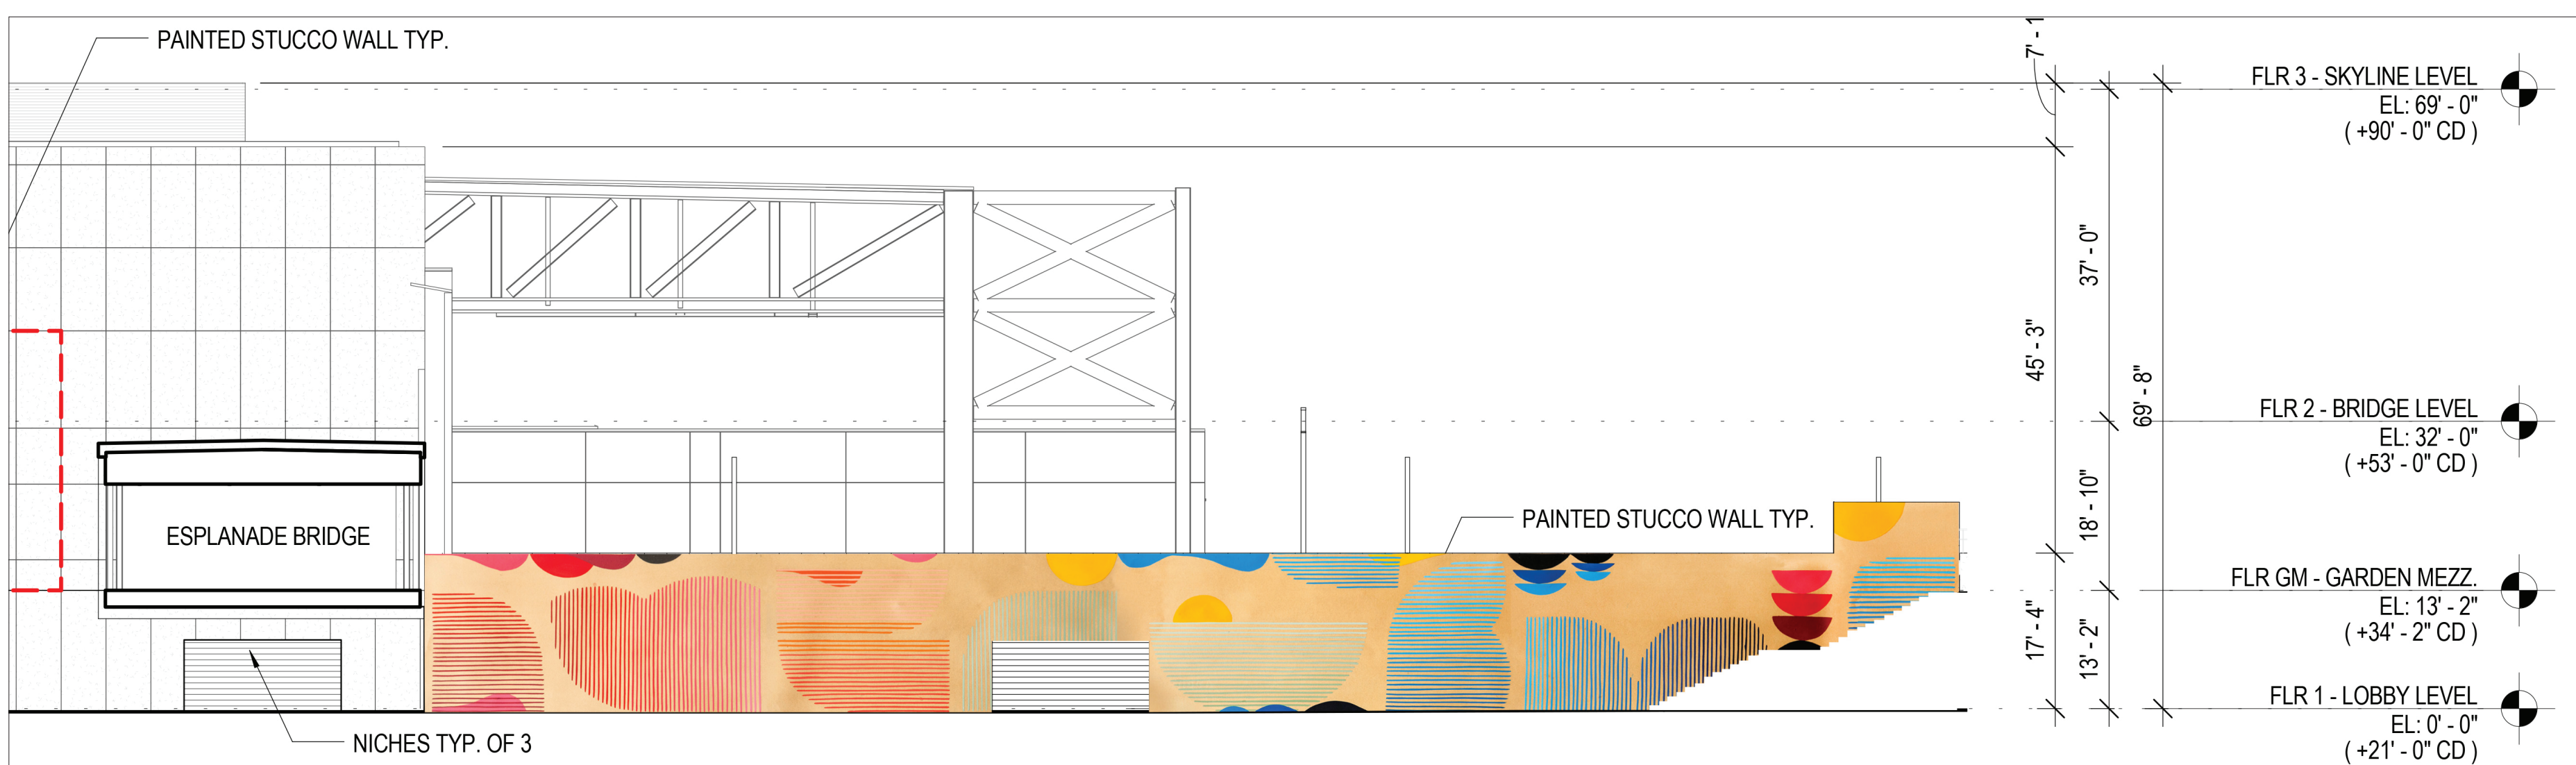 PAINTED STUCCO WALL TYP.
7' - 1
FLR 3 - SKYLINE LEVEL
EL: 69' - 0"
( +90' - 0" CD )
37' - 0"
45' - 3"
69' - 8"
FLR 2 - BRIDGE LEVEL
EL: 32' - 0"
( +53' - 0" CD )
ESPLANADE BRIDGE
PAINTED STUCCO WALL TYP.
18' - 10"
FLR GM - GARDEN MEZZ.
EL: 13' - 2"
( +34' - 2" CD )
17' - 4"
13' - 2"
FLR 1 - LOBBY LEVEL
EL: 0' - 0"
( +21' - 0" CD )
NICHES TYP. OF 3